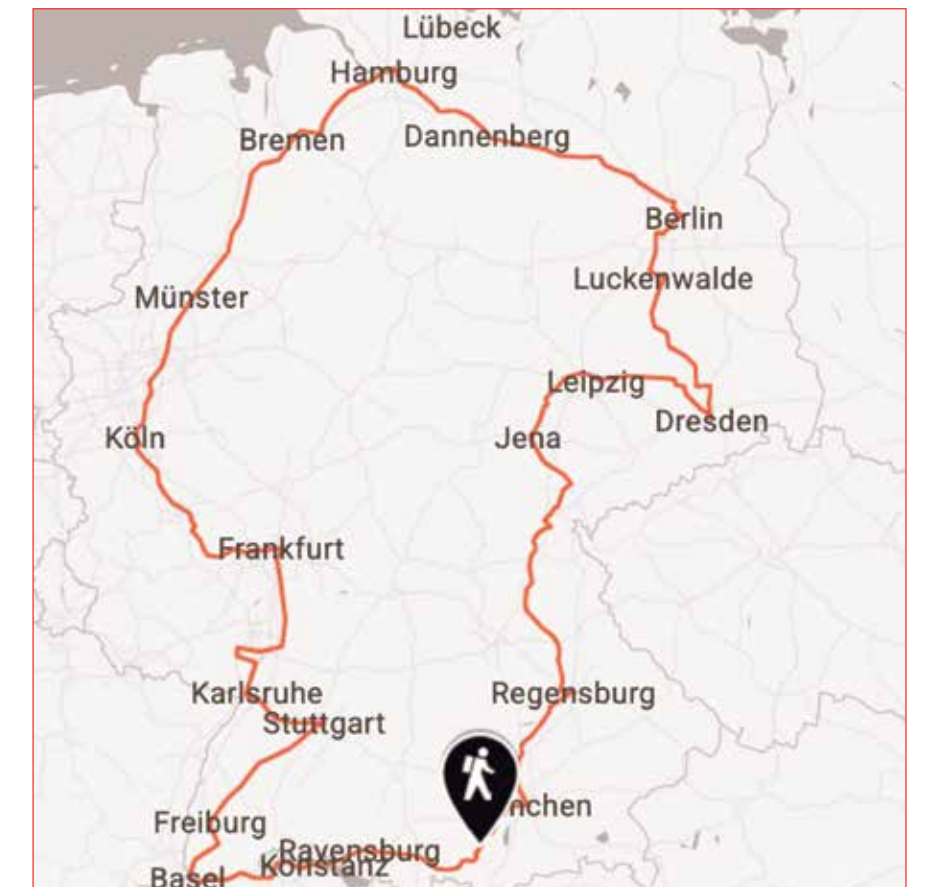 Lübeck
Hamburg
Bremen
Dannenberg
Berlin
Luckenwalde
Münster
Leipzig
Dresden
Köln
Jena
Frankfurt
Karlsruhe
Regensburg
Stuttgart
nchen
Freiburg
Ravensburg
Konstanz
Basel